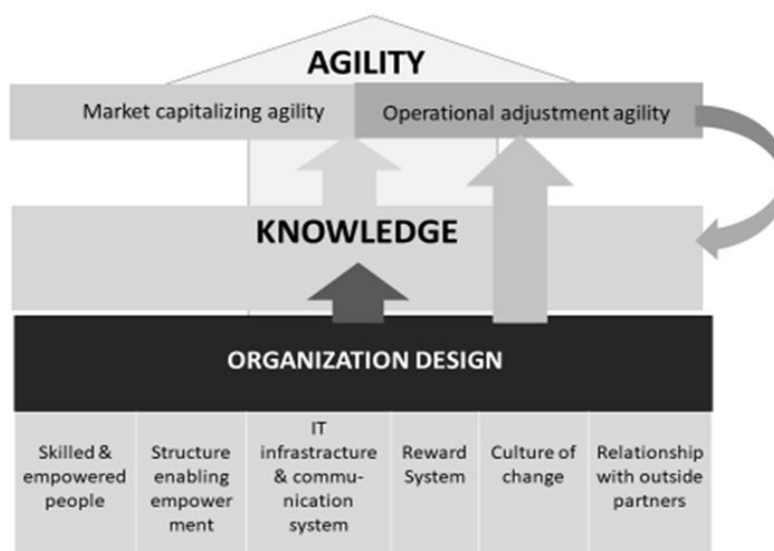 AGILITY
Market capitalizing agility
Operational adjustment agility
KNOWLEDGE
ORGANIZATION DESIGN
Skilled &
empowered
people
Structure
enabling
empower
ment
IT
infrastracture
& commu-
nication
system
Reward
System
Culture of
change
Relationship
with outside
partners